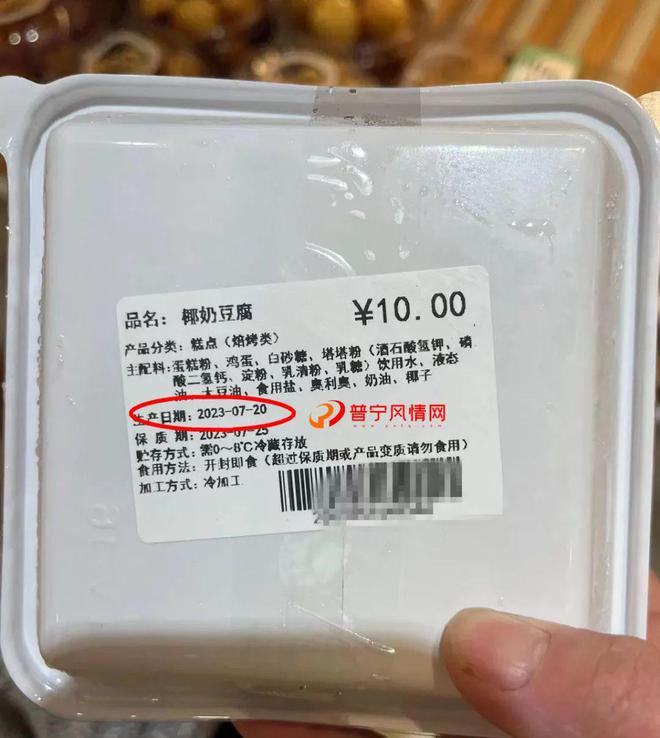 品名：椰奶豆腐
¥10.00
产品分类：糕点（焙烤类）
主配料：蛋糕粉、鸡蛋、白砂糖、塔塔粉（酒石酸氢钾、磷
酸二氢钙、淀粉、乳清粉、乳糖）饮用水、液态
油、大豆油、食用盐、奥利奥、奶油、椰子
生产日期：2023-07-20
保质期：2023-07-25
贮存方式：需0～8℃冷藏存放
食用方法：开封即食（超过保质期或产品变质请勿食用）
加工方式：冷加工
普宁风情网